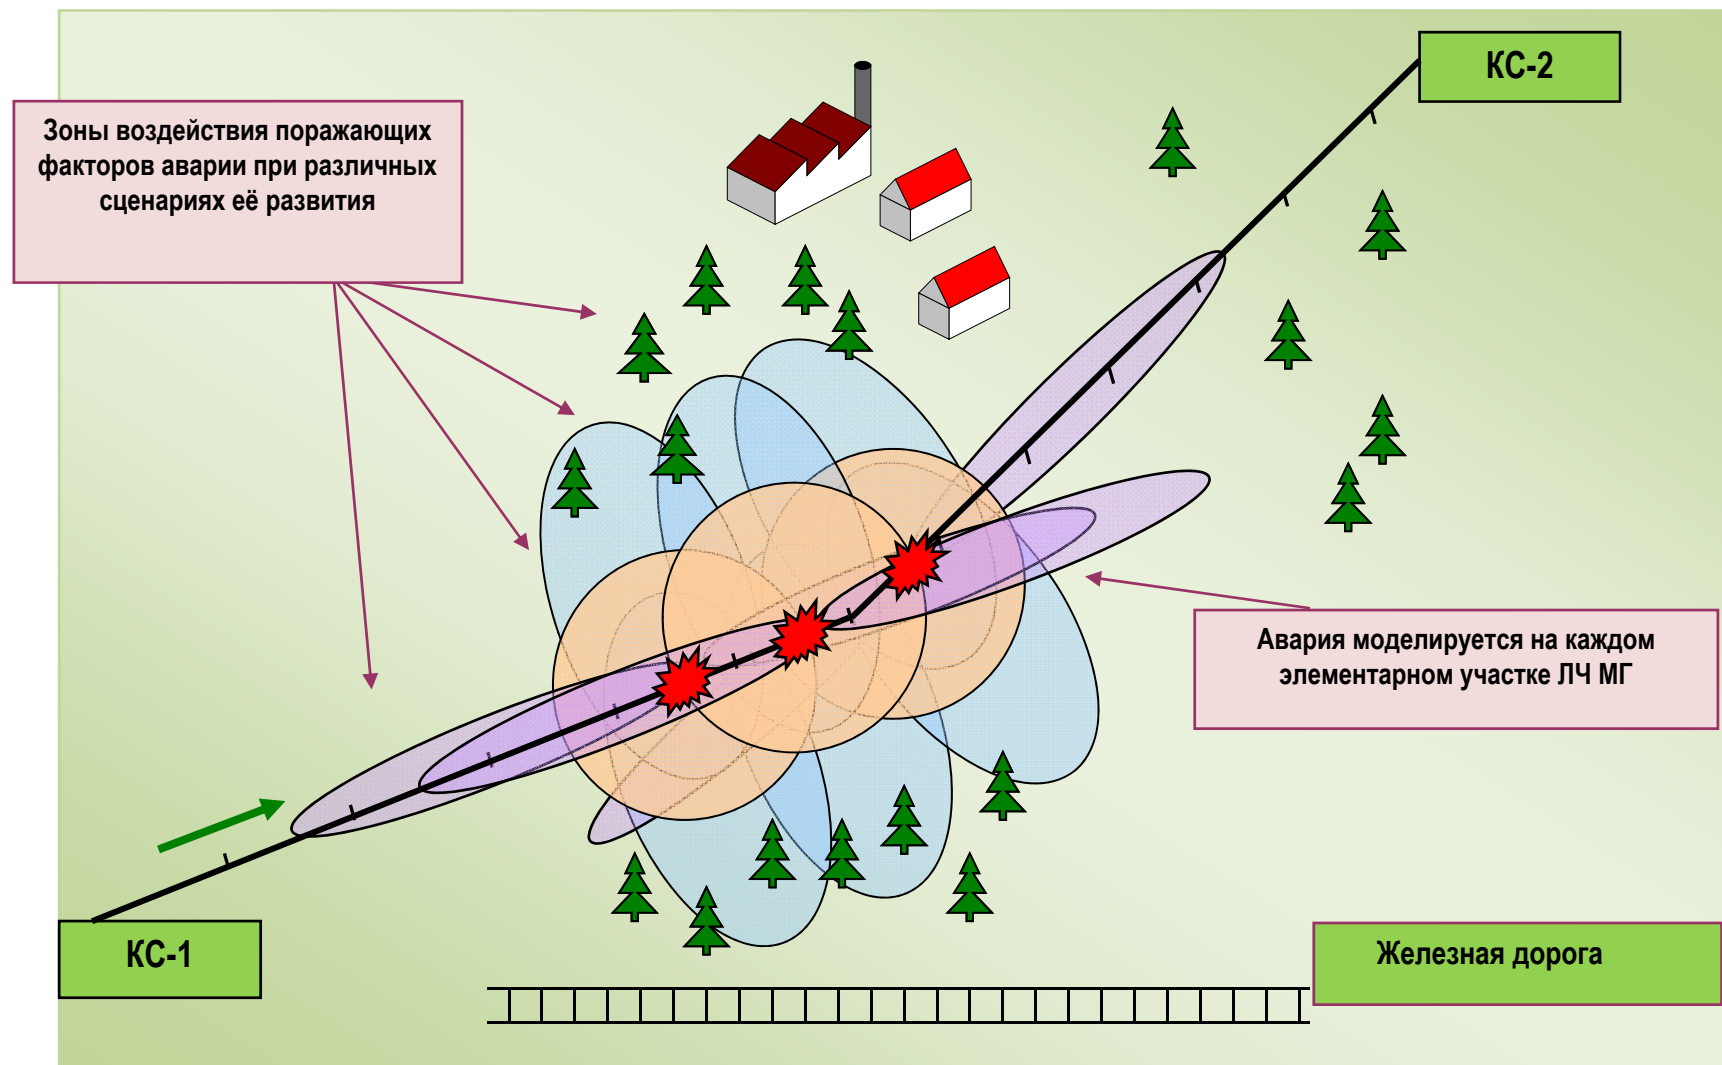 КС-2
Зоны воздействия поражающих
факторов аварии при различных
сценариях её развития
Авария моделируется на каждом
элементарном участке ЛЧ МГ
КС-1
Железная дорога